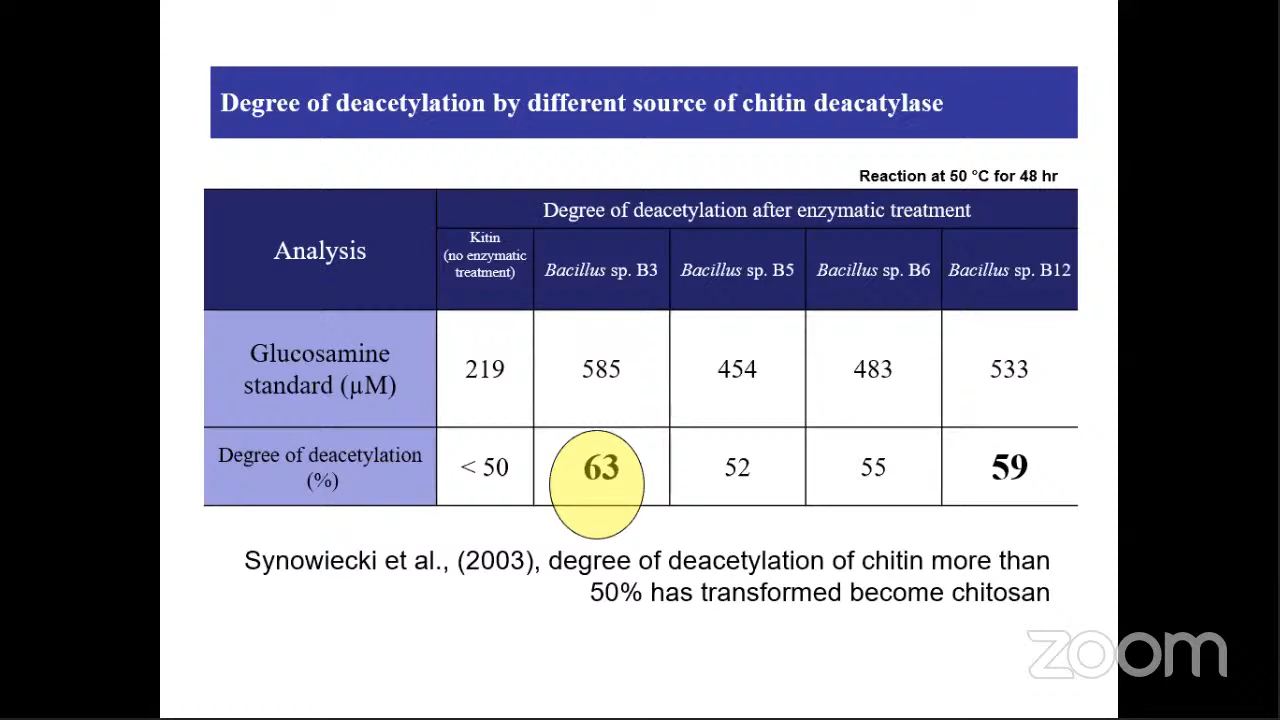 Degree of deacetylation by different source of chitin deacatylase
Reaction at 50 °C for 48 hr
Analysis
Degree of deacetylation after enzymatic treatment
Kitin
(no enzymatic
treatment)
Bacillus sp. B3
Bacillus sp. B5
Bacillus sp. B6
Bacillus sp. B12
Glucosamine
standard (µM)
219
585
454
483
533
Degree of deacetylation
(%)
< 50
63
52
55
59
Synowiecki et al., (2003), degree of deacetylation of chitin more than
50% has transformed become chitosan
zoom